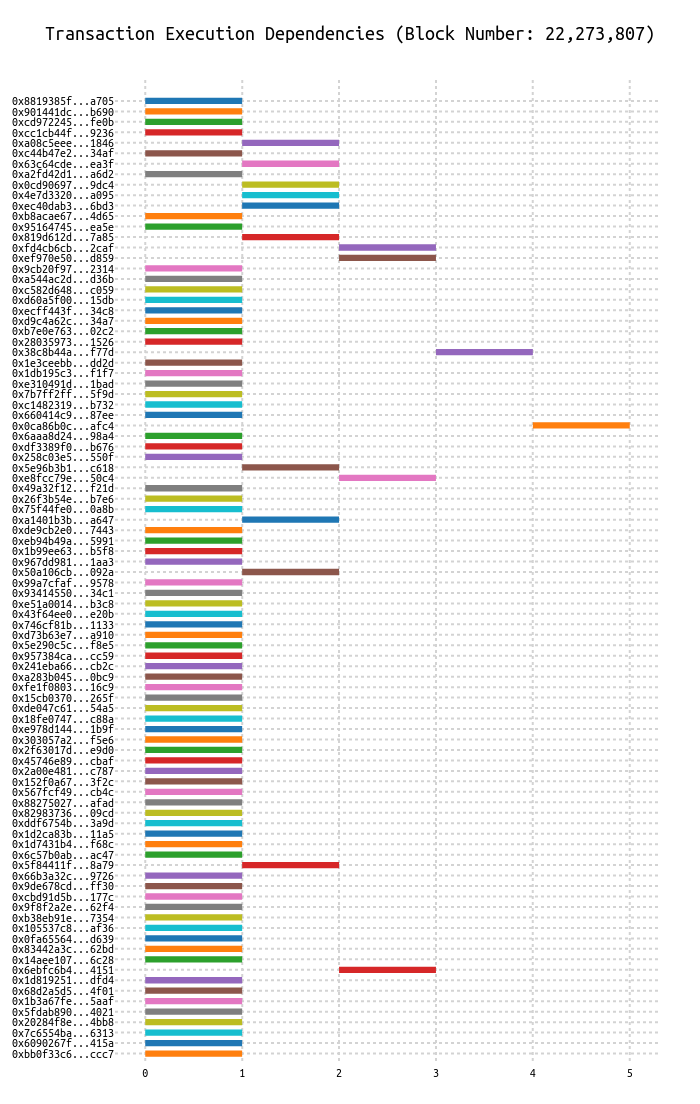 Transaction Execution Dependencies (Block Number: 22,273,807)
0x8819385f...a705
0x901441dc...b690
0xcd972245...fe0b
0xcc1cb44f...9236
0xa08c5eee...1846
0xc44b47e2...34af
0x63c64cde...ea3f
0xa2fd42d1...a6d2
0x0cd90697...9dc4
0x4e7d3320...a095
0xec40dab3...6bd3
0xb8acae67...4d65
0x95164745...ea5e
0x819d612d...7a85
0xfd4cb6cb...2caf
0xef970e50...d859
0x9cb20f97...2314
0xa544ac2d...d36b
0xc582d648...c059
0xd60a5f00...15db
0xecff443f...34c8
0xd9c4a62c...34a7
0xb7e0e763...02c2
0x28035973...1526
0x38c8b44a...f77d
0x1e3ceebb...dd2d
0x1db195c3...f1f7
0xe310491d...1bad
0x7b7ff2ff...5f9d
0xc1482319...b732
0x660414c9...87ee
0x0ca86b0c...afc4
0x6aaa8d24...98a4
0xdf3389f0...b676
0x258c03e5...550f
0x5e96b3b1...c618
0xe8fcc79e...50c4
0x49a32f12...f21d
0x26f3b54e...b7e6
0x75f44fe0...0a8b
0xa1401b3b...a647
0xde9cb2e0...7443
0xeb94b49a...5991
0x1b99ee63...b5f8
0x967dd981...1aa3
0x50a106cb...092a
0x99a7cfaf...9578
0x93414550...34c1
0xe51a0014...b3c8
0x43f64ee0...e20b
0x746cf81b...1133
0xd73b63e7...a910
0x5e290c5c...f8e5
0x957384ca...cc59
0x241eba66...cb2c
0xa283b045...0bc9
0xfe1f0803...16c9
0x15cb0370...265f
0xde047c61...54a5
0x18fe0747...c88a
0xe978d144...1b9f
0x303057a2...f5e6
0x2f63017d...e9d0
0x45746e89...cbaf
0x2a00e481...c787
0x152f0a67...3f2c
0x567fcf49...cb4c
0x88275027...afad
0x82983736...09cd
0xddf6754b...3a9d
0x1d2ca83b...11a5
0x1d7431b4...f68c
0x6c57b0ab...ac47
0x5f84411f...8a79
0x66b3a32c...9726
0x9de678cd...ff30
0xcbd91d5b...177c
0x9f8f2a2e...62f4
0xb38eb91e...7354
0x105537c8...af36
0x0fa65564...d639
0x83442a3c...62bd
0x14aee107...6c28
0x6ebfc6b4...4151
0x1d819251...dfd4
0x68d2a5d5...4f01
0x1b3a67fe...5aaf
0x5fdab890...4021
0x20284f8e...4bb8
0x7c6554ba...6313
0x6090267f...415a
0xbb0f33c6...ccc7
0 1 2 3 4 5